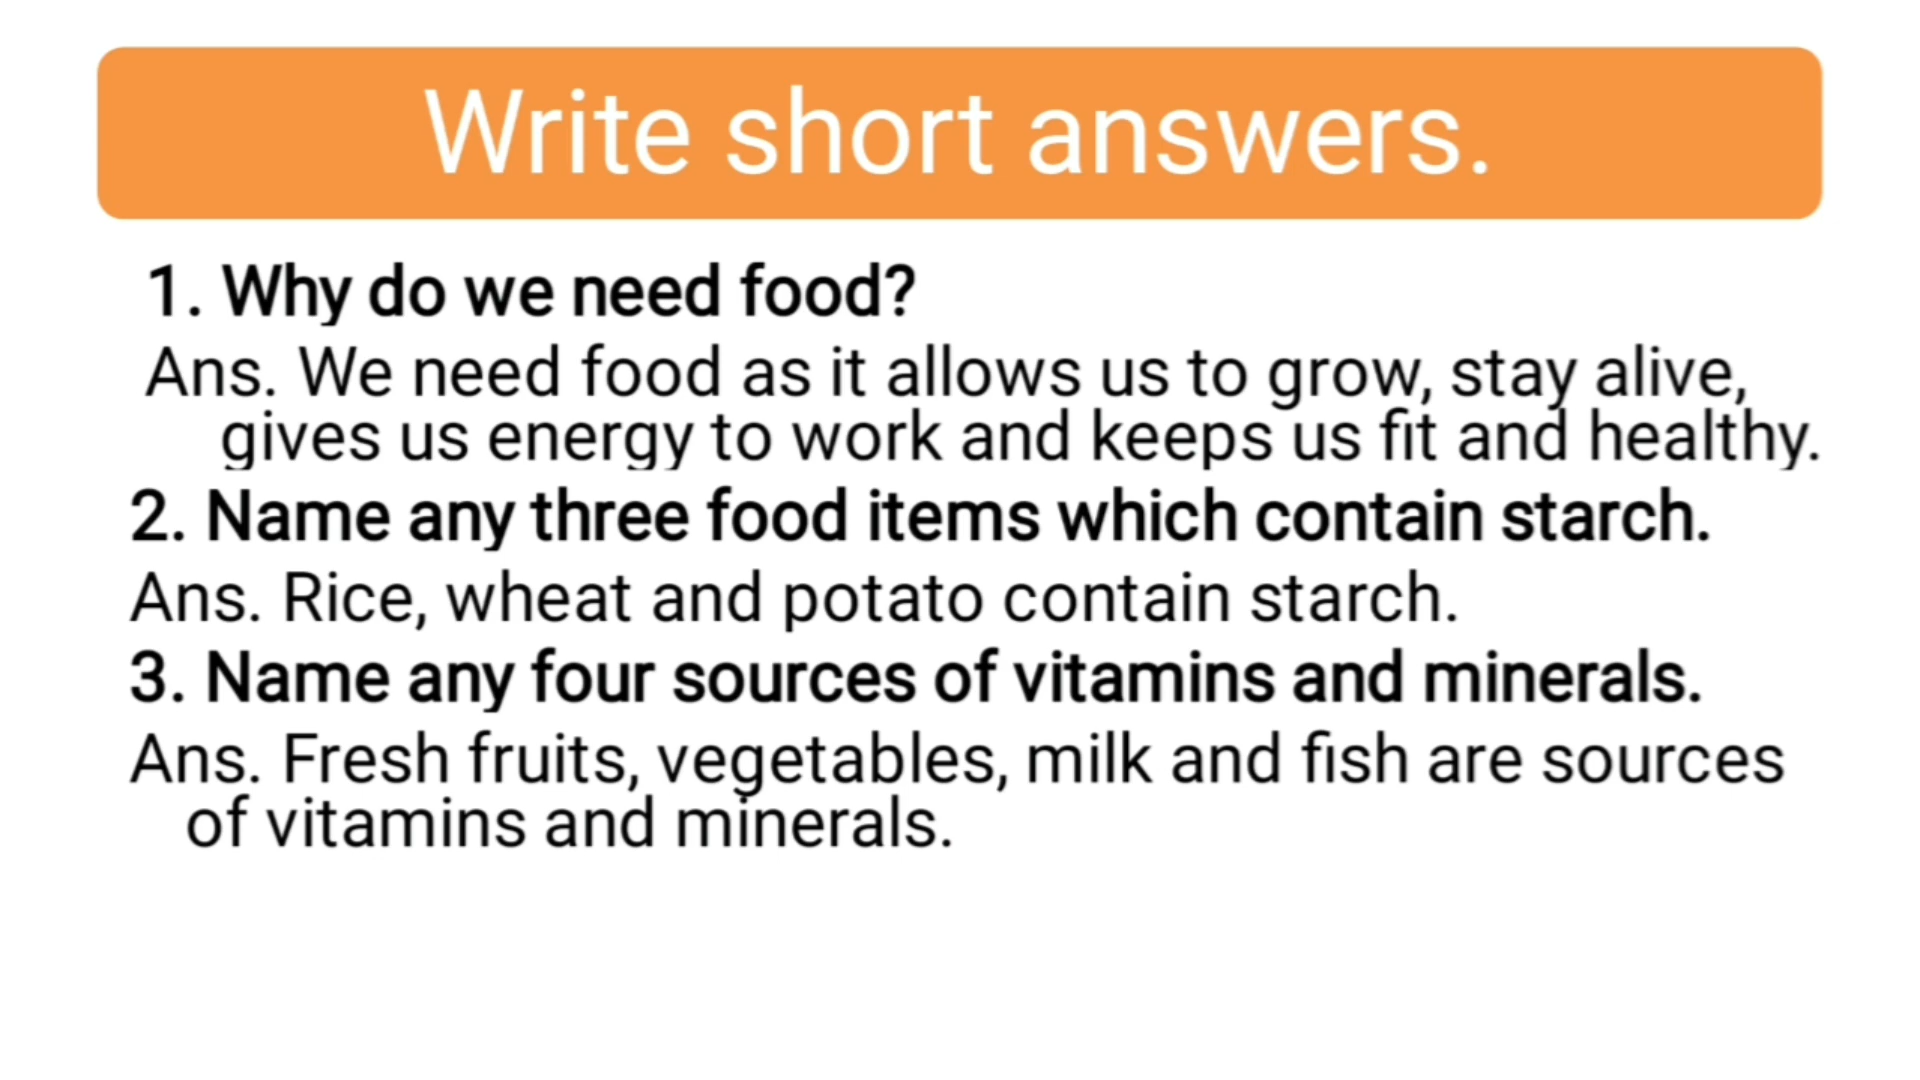 Write short answers.
1. Why do we need food?
Ans. We need food as it allows us to grow, stay alive,
gives us energy to work and keeps us fit and healthy.
2. Name any three food items which contain starch.
Ans. Rice, wheat and potato contain starch.
3. Name any four sources of vitamins and minerals.
Ans. Fresh fruits, vegetables, milk and fish are sources
of vitamins and minerals.